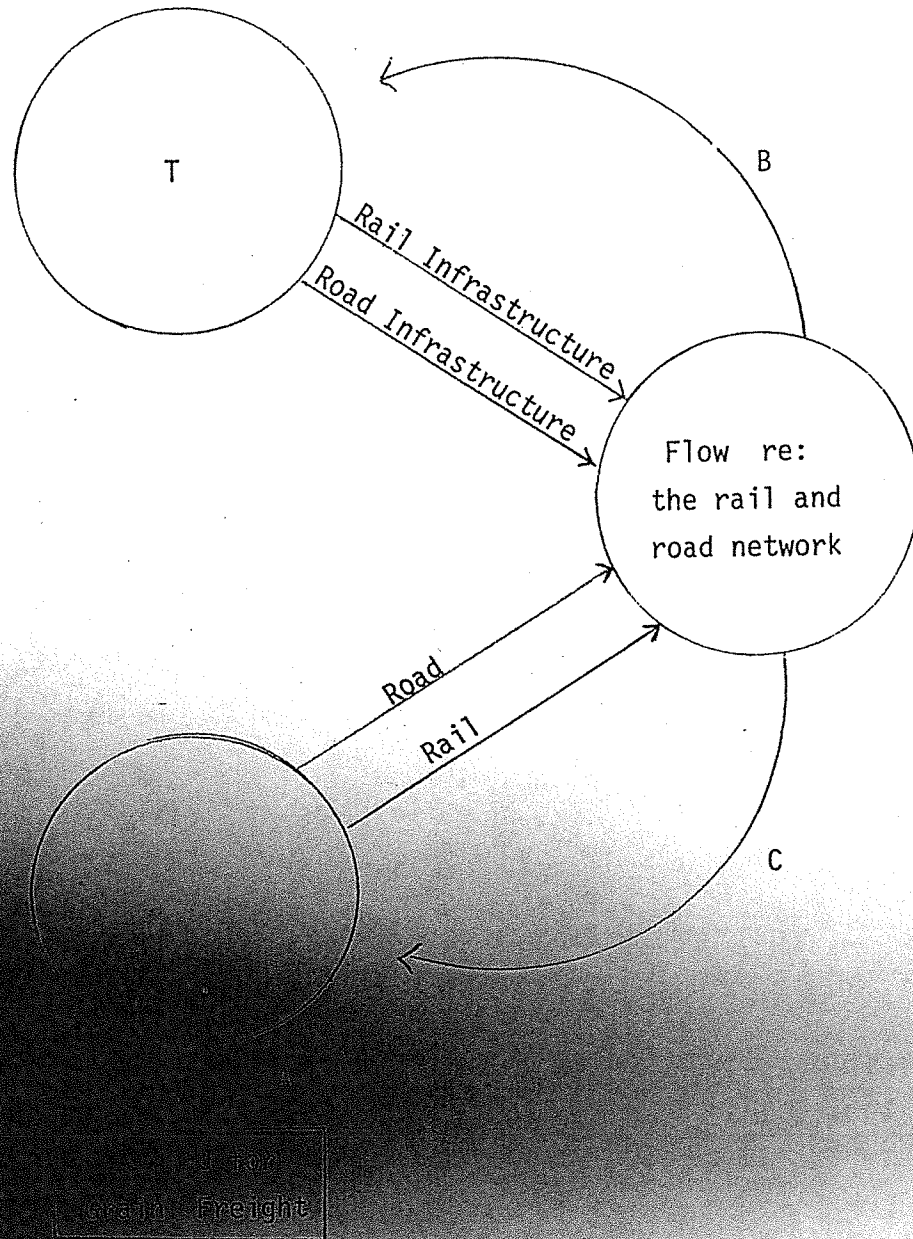 T
B
Rail Infrastructure
Road Infrastructure
Flow re:
the rail and
road network
Road
Rail
C
Grain Freight